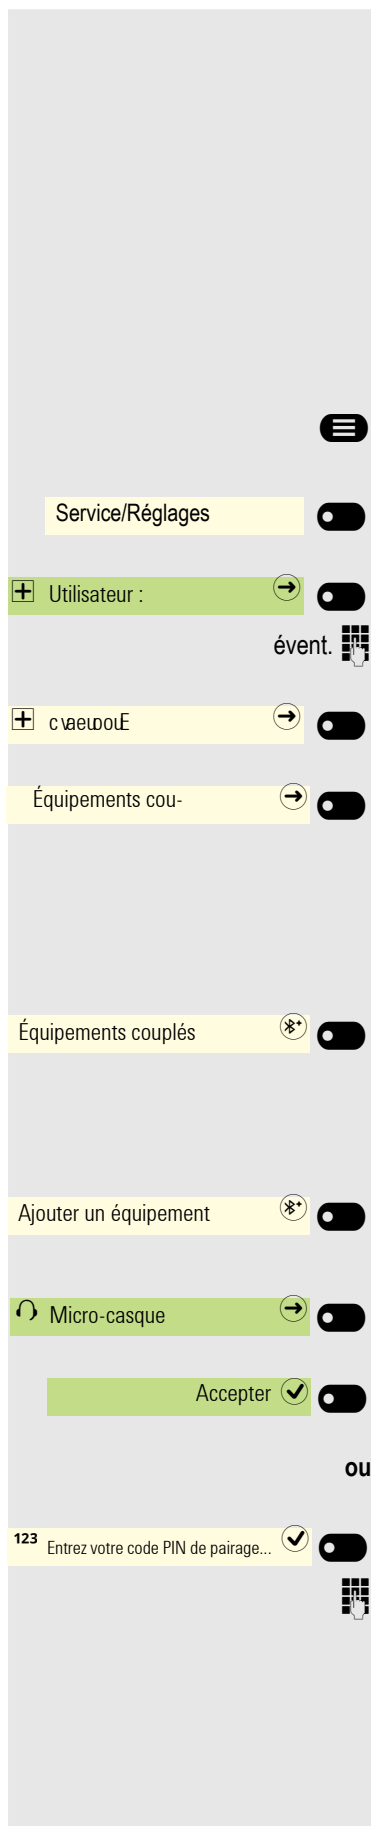 Service/Réglages
Utilisateur :
évent.
Équipements cou-
Équipements couplés
Ajouter un équipement
Micro-casque
Accepter
ou
123 Entrez votre code PIN de pairage...